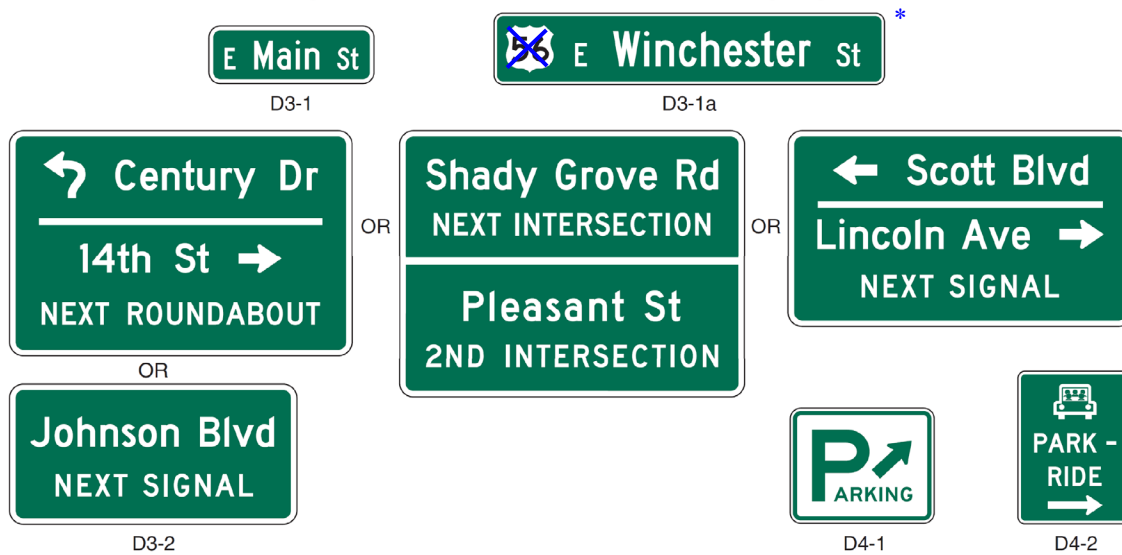 E Main St
D3-1
56 E Winchester St *
D3-1a
Century Dr
14th St
NEXT ROUNDABOUT
OR
Shady Grove Rd
NEXT INTERSECTION
Pleasant St
2ND INTERSECTION
OR
Scott Blvd
Lincoln Ave
NEXT SIGNAL
OR
Johnson Blvd
NEXT SIGNAL
D3-2
P
ARKING
D4-1
PARK -
RIDE
D4-2